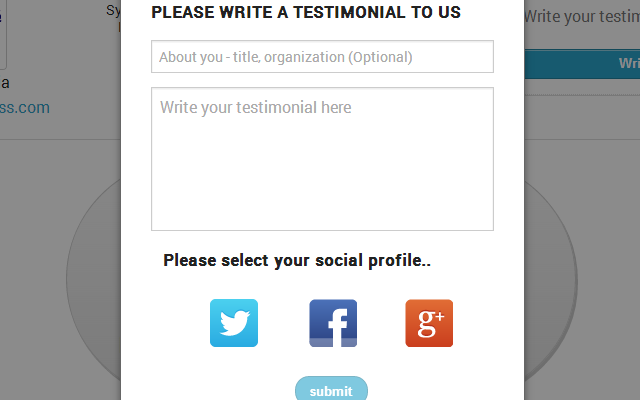 PLEASE WRITE A TESTIMONIAL TO US
Sy
Write your testim
About you - title, organization (Optional)
Wri
a
ss.com
Write your testimonial here
Please select your social profile..
f
g+
submit